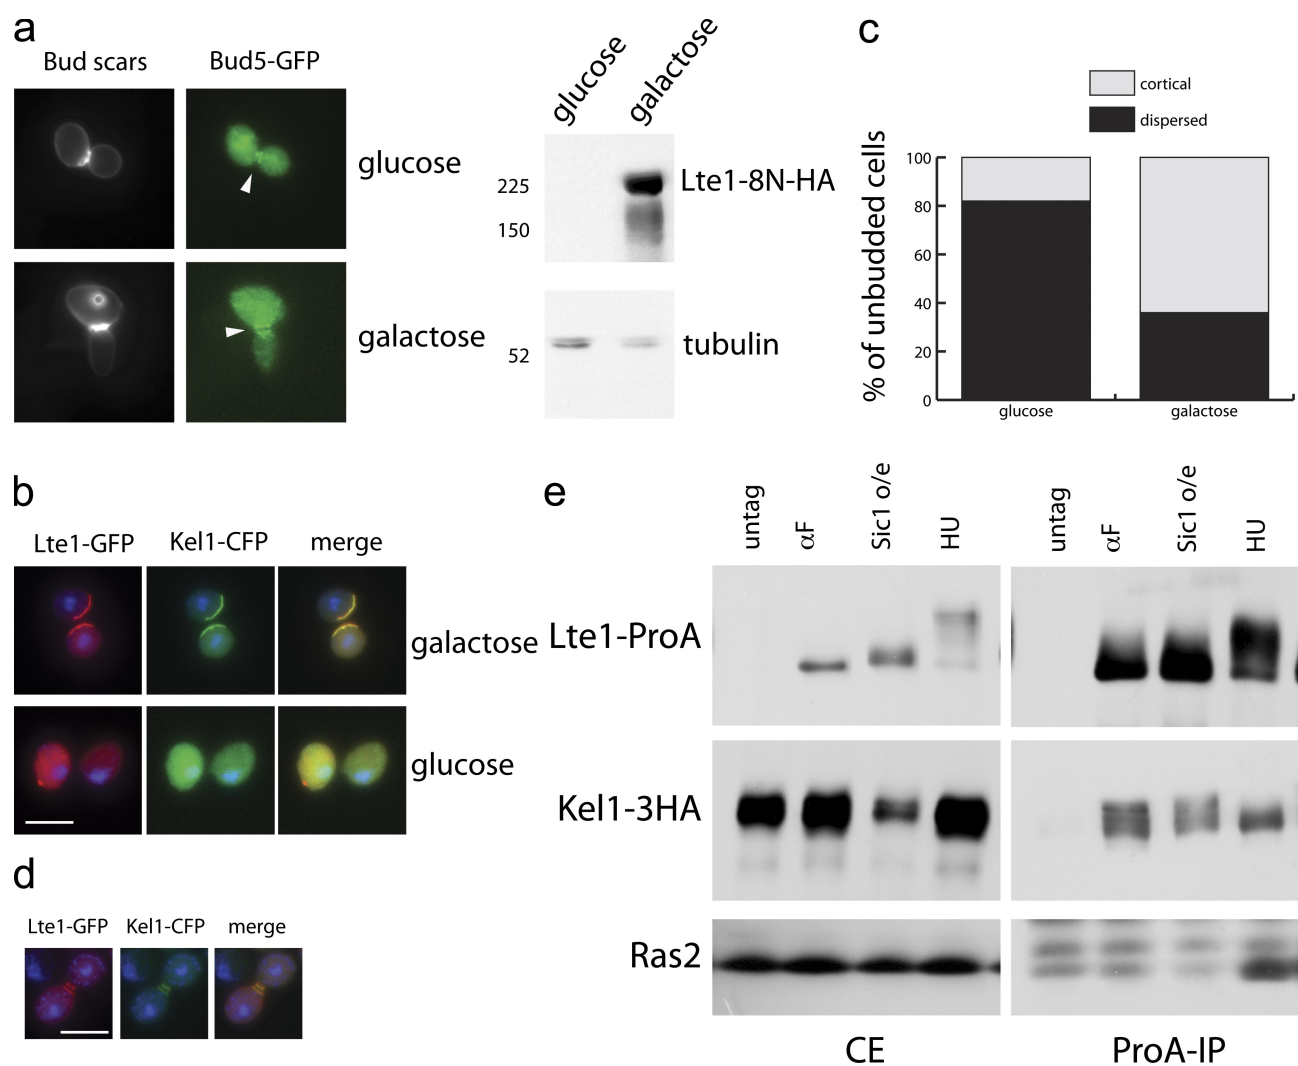 a
Bud scars
Bud5-GFP
glucose
galactose
glucose
galactose
225
150
Lte1-8N-HA
52
tubulin
c
cortical
dispersed
% of unbudded cells
100
80
60
40
20
0
glucose
galactose
b
Lte1-GFP
Kel1-CFP
merge
galactose
glucose
d
Lte1-GFP
Kel1-CFP
merge
e
untag
αF
Sic1 o/e
HU
untag
αF
Sic1 o/e
HU
Lte1-ProA
Kel1-3HA
Ras2
CE
ProA-IP